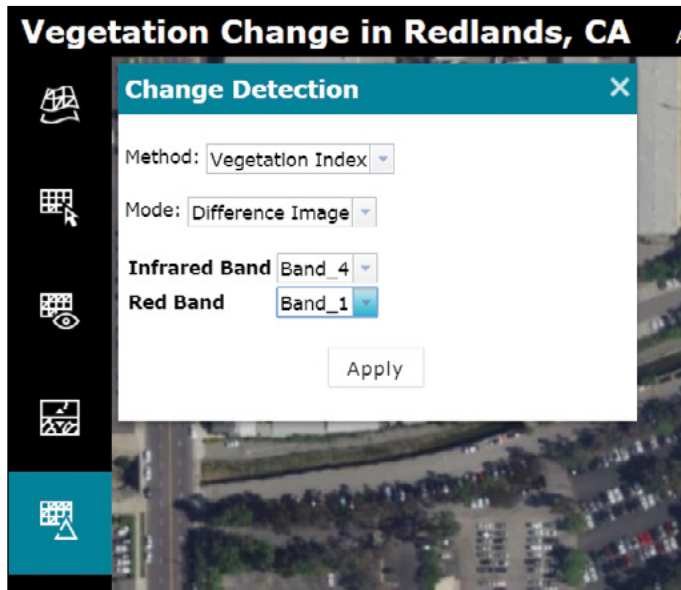 Vegetation Change in Redlands, CA
Change Detection
Method: Vegetation Index
Mode: Difference Image
Infrared Band Band_4
Red Band Band_1
Apply